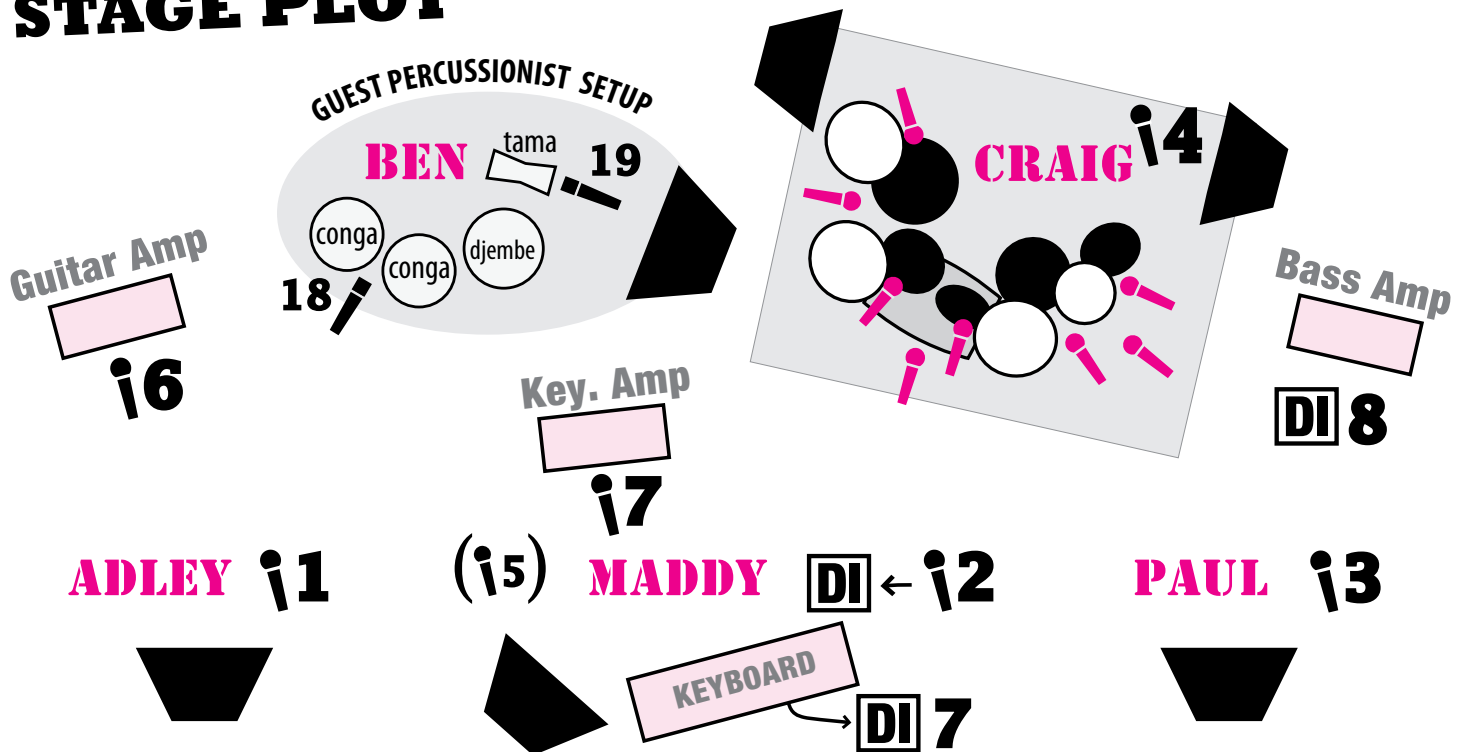 STAGE PLOT
GUEST PERCUSSIONIST SETUP
BEN
tama
19
conga
conga
djembe
18
CRAIG
4
Guitar Amp
6
Key. Amp
7
Bass Amp
DI 8
ADLEY 1
(5) MADDY DI ← 2
PAUL 3
KEYBOARD
DI 7